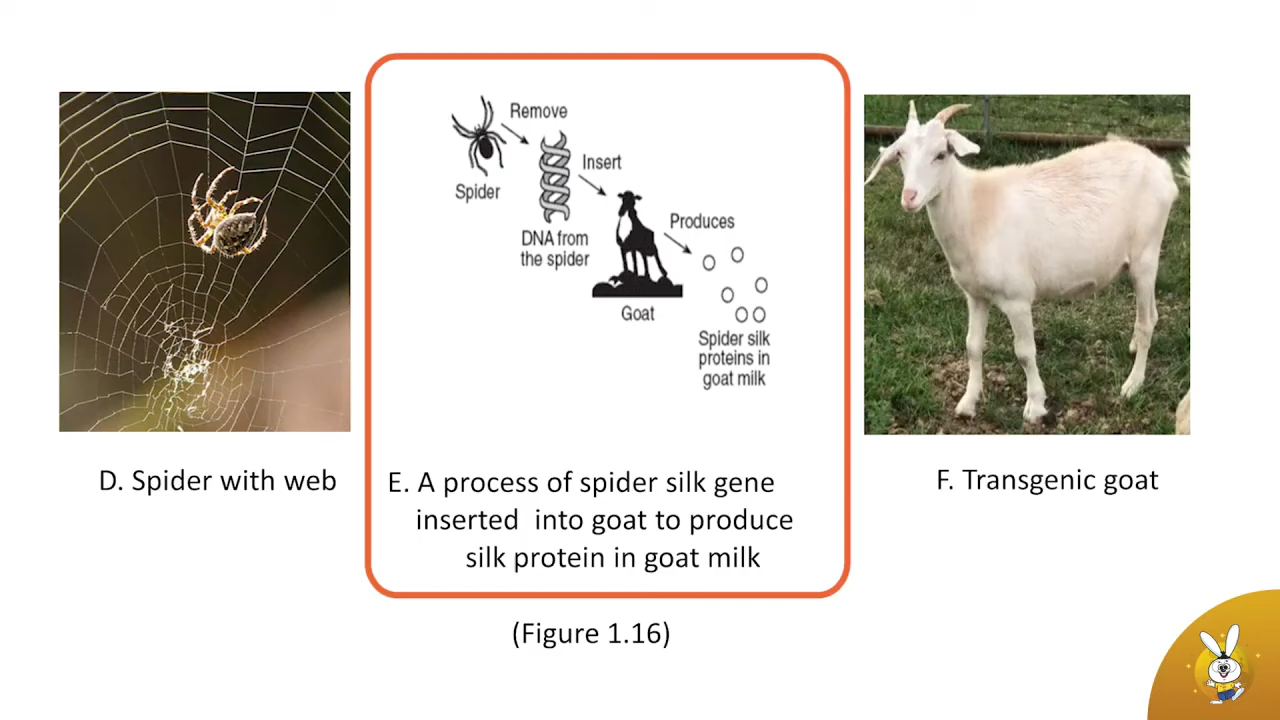 Remove
Spider
Insert
DNA from
the spider
Produces
Goat
Spider silk
proteins in
goat milk
D. Spider with web
E. A process of spider silk gene
inserted into goat to produce
silk protein in goat milk
F. Transgenic goat
(Figure 1.16)